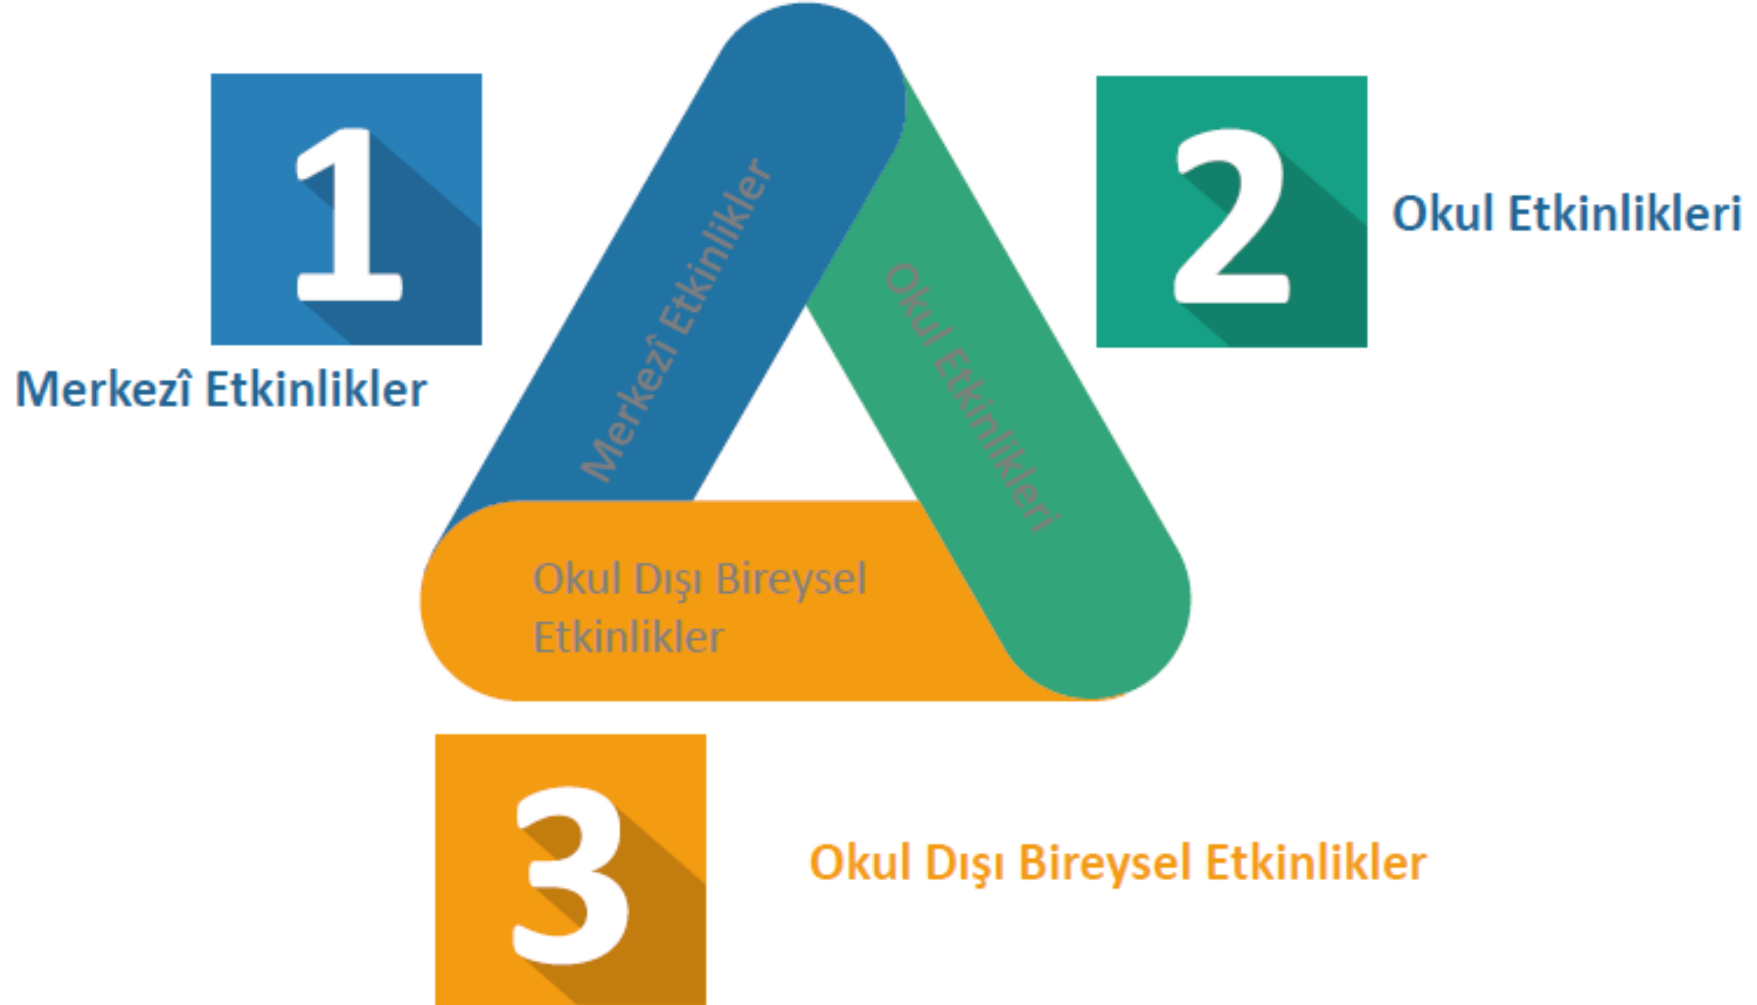 1
Merkezî Etkinlikler
2
Okul Etkinlikleri
Merkezî Etkinlikler
Okul Etkinlikleri
Okul Dışı Bireysel
Etkinlikler
3
Okul Dışı Bireysel Etkinlikler